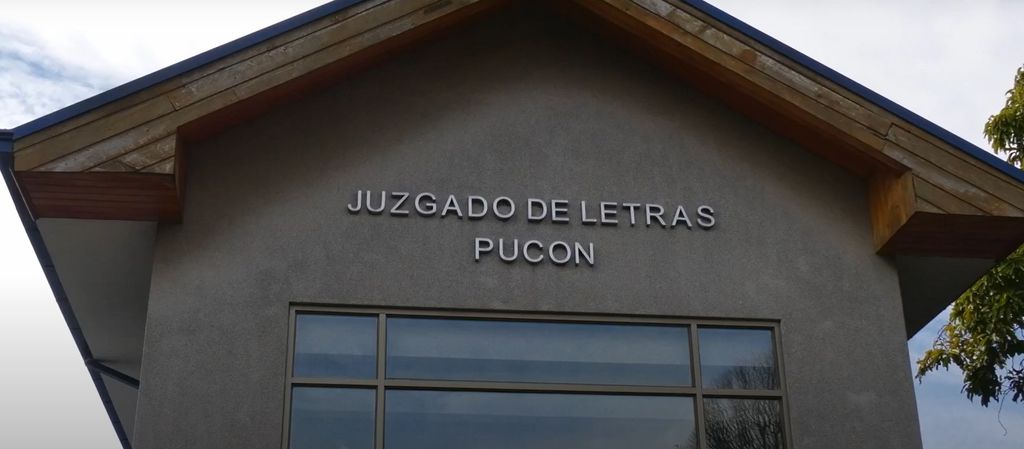 JUZGADO DE LETRAS
PUCON